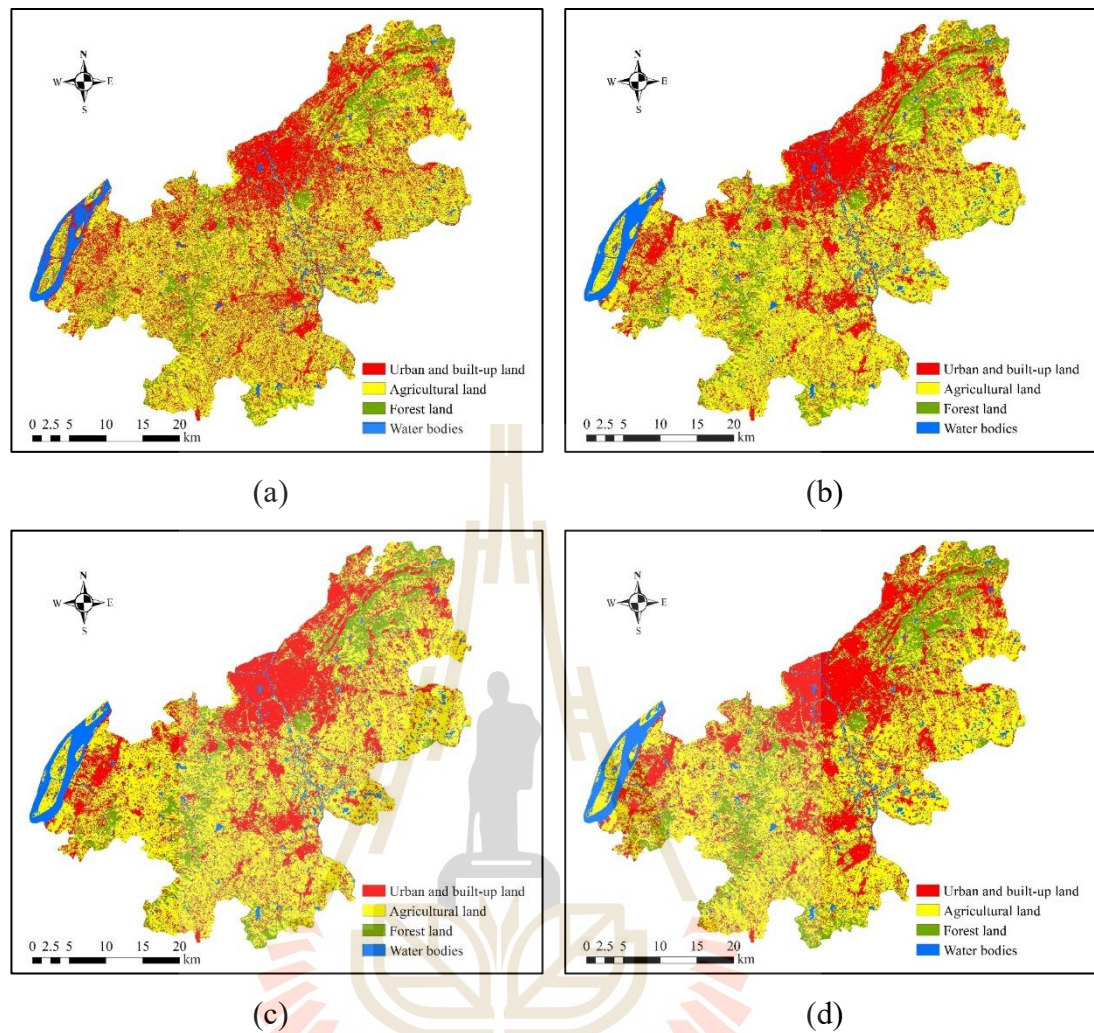 N
W E
S
Urban and built-up land
Agricultural land
Forest land
Water bodies
0 2.5 5 10 15 20
km
(a)
N
W E
S
Urban and built-up land
Agricultural land
Forest land
Water bodies
0 2.5 5 10 15 20
km
(b)
N
W E
S
Urban and built-up land
Agricultural land
Forest land
Water bodies
0 2.5 5 10 15 20
km
(c)
N
W E
S
Urban and built-up land
Agricultural land
Forest land
Water bodies
0 2.5 5 10 15 20
km
(d)